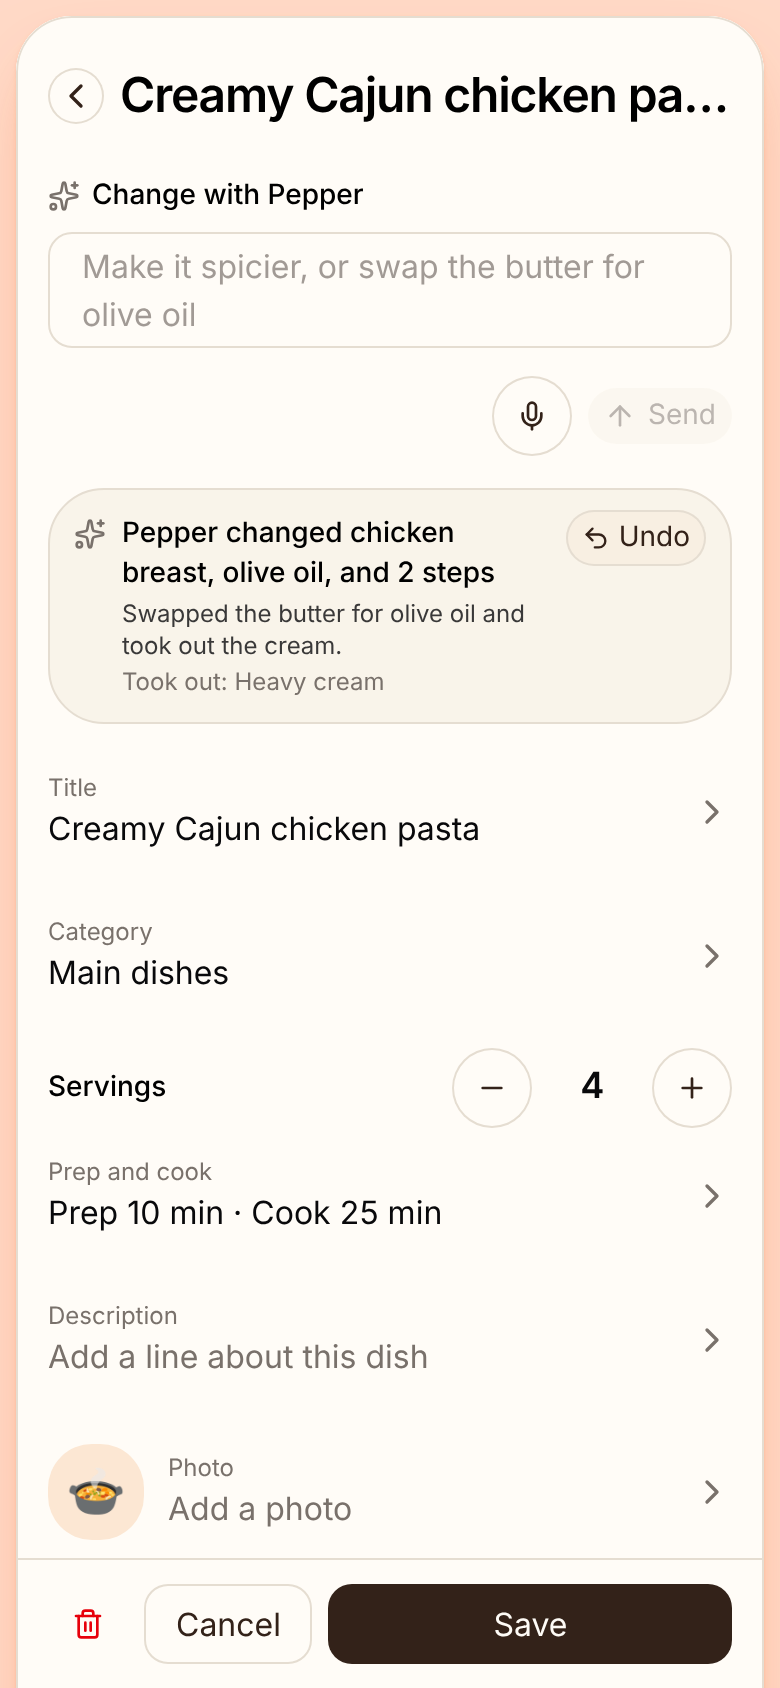 Creamy Cajun chicken pa...
Change with Pepper
Make it spicier, or swap the butter for
olive oil
Send
Pepper changed chicken
breast, olive oil, and 2 steps
Undo
Swapped the butter for olive oil and
took out the cream.
Took out: Heavy cream
Title
Creamy Cajun chicken pasta
Category
Main dishes
Servings
4
Prep and cook
Prep 10 min · Cook 25 min
Description
Add a line about this dish
Photo
Add a photo
Cancel
Save